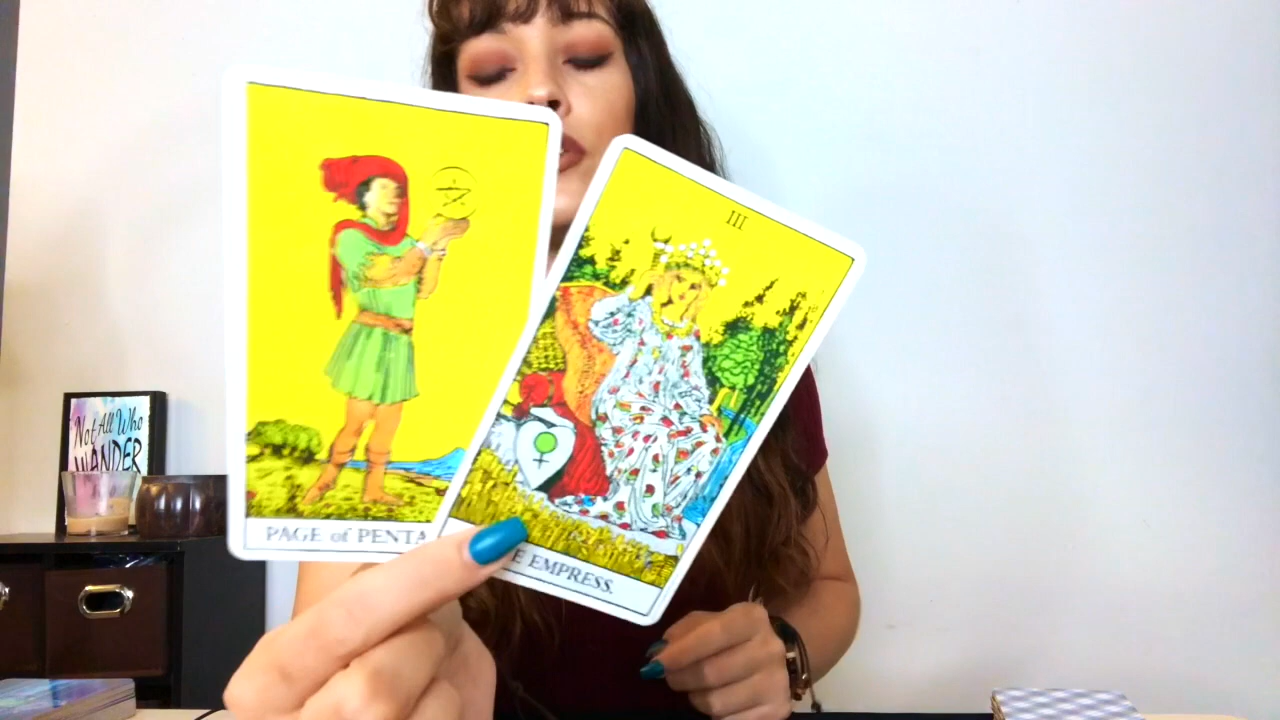 III
PAGE of PENTA
E EMPRESS.
Not All Who
WANDER